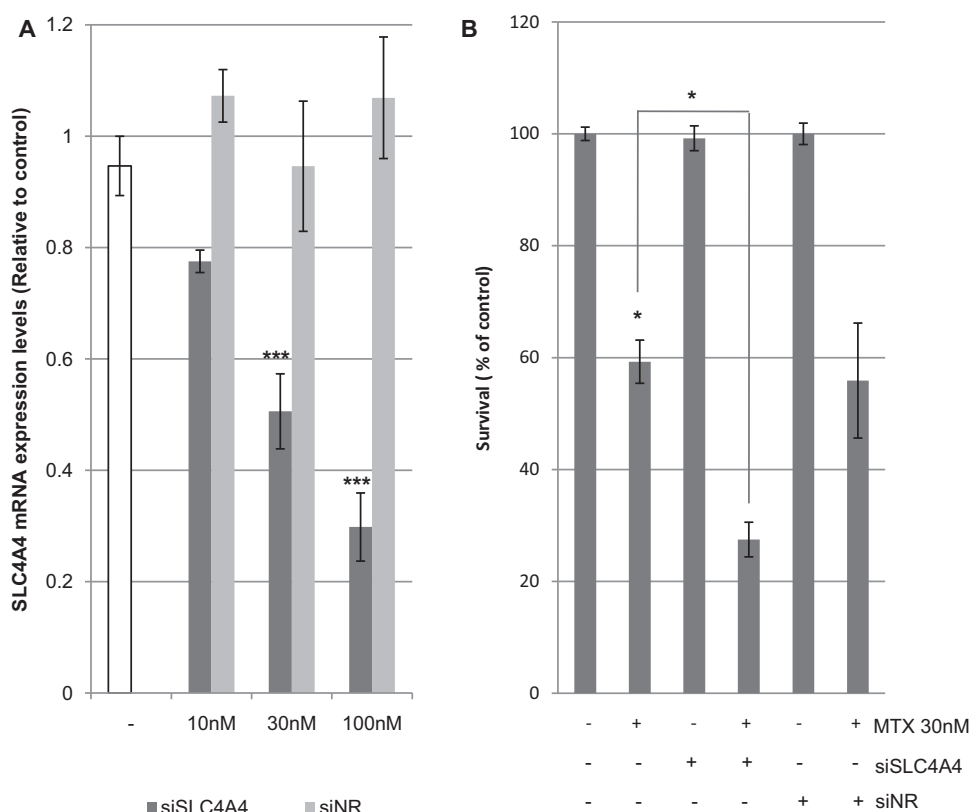 A
SLC4A4 mRNA expression levels (Relative to control)
1.2
1
0.8
0.6
0.4
0.2
0
***
***
- 10nM 30nM 100nM
siSLC4A4 siNR
B
Survival ( % of control)
120
100
80
60
40
20
0
*
*
- + - + - + MTX 30nM
- - + + - - siSLC4A4
- - - - + + siNR